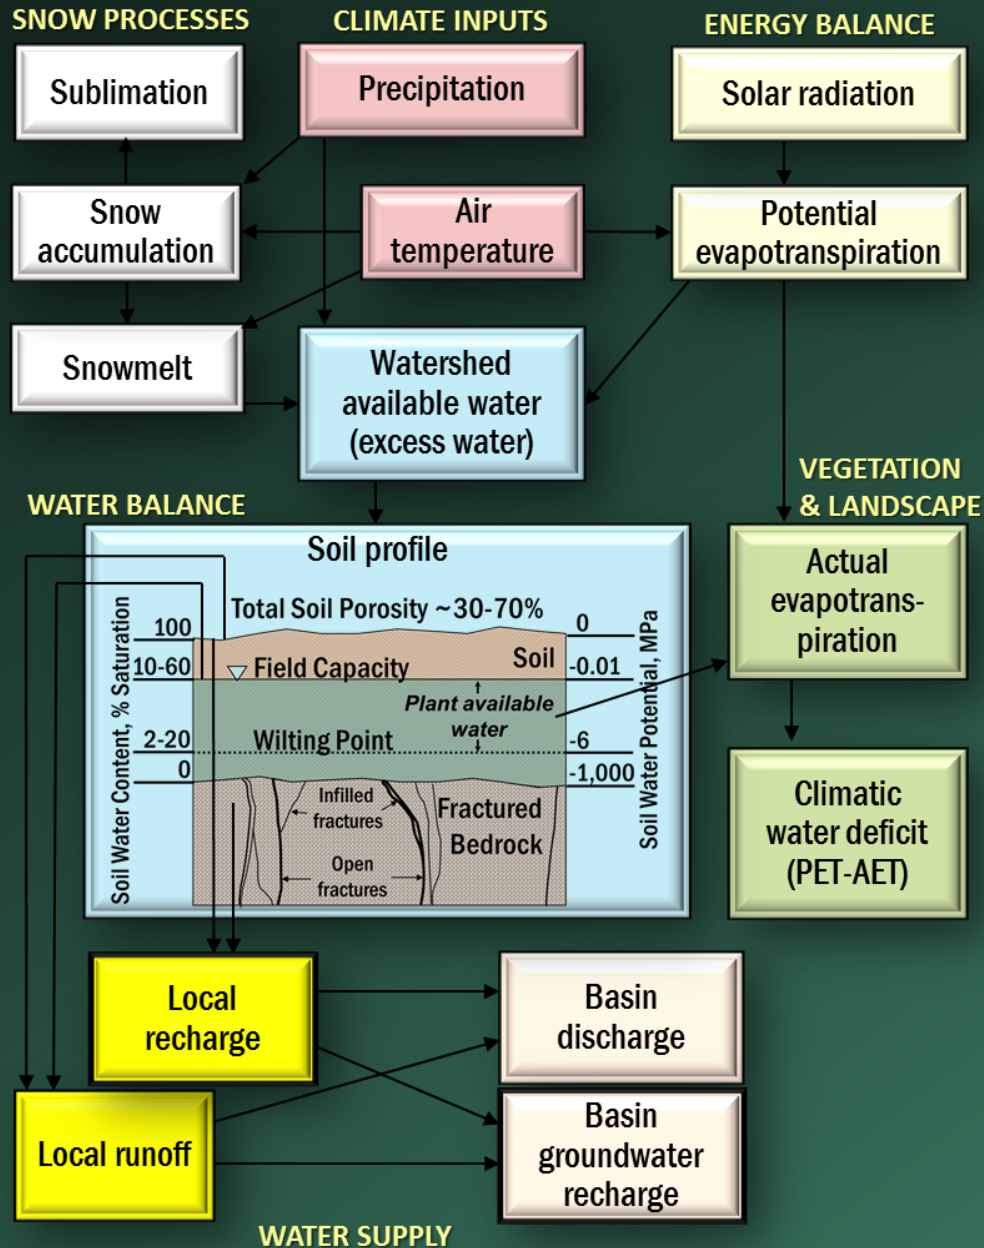 SNOW PROCESSES
CLIMATE INPUTS
ENERGY BALANCE
Sublimation
Precipitation
Solar radiation
Snow
accumulation
Air
temperature
Potential
evapotranspiration
Snowmelt
Watershed
available water
(excess water)
VEGETATION
& LANDSCAPE
WATER BALANCE
Soil profile
Actual
evapotrans-
piration
Total Soil Porosity ~30-70%
Soil Water Content, % Saturation
100
10-60
2-20
0
Field Capacity
Soil
Plant available
water
Wilting Point
Infilled
fractures
Fractured
Bedrock
Open
fractures
0
-0.01
-6
-1,000
Soil Water Potential, MPa
Climatic
water deficit
(PET-AET)
Local
recharge
Basin
discharge
Local runoff
Basin
groundwater
recharge
WATER SUPPLY